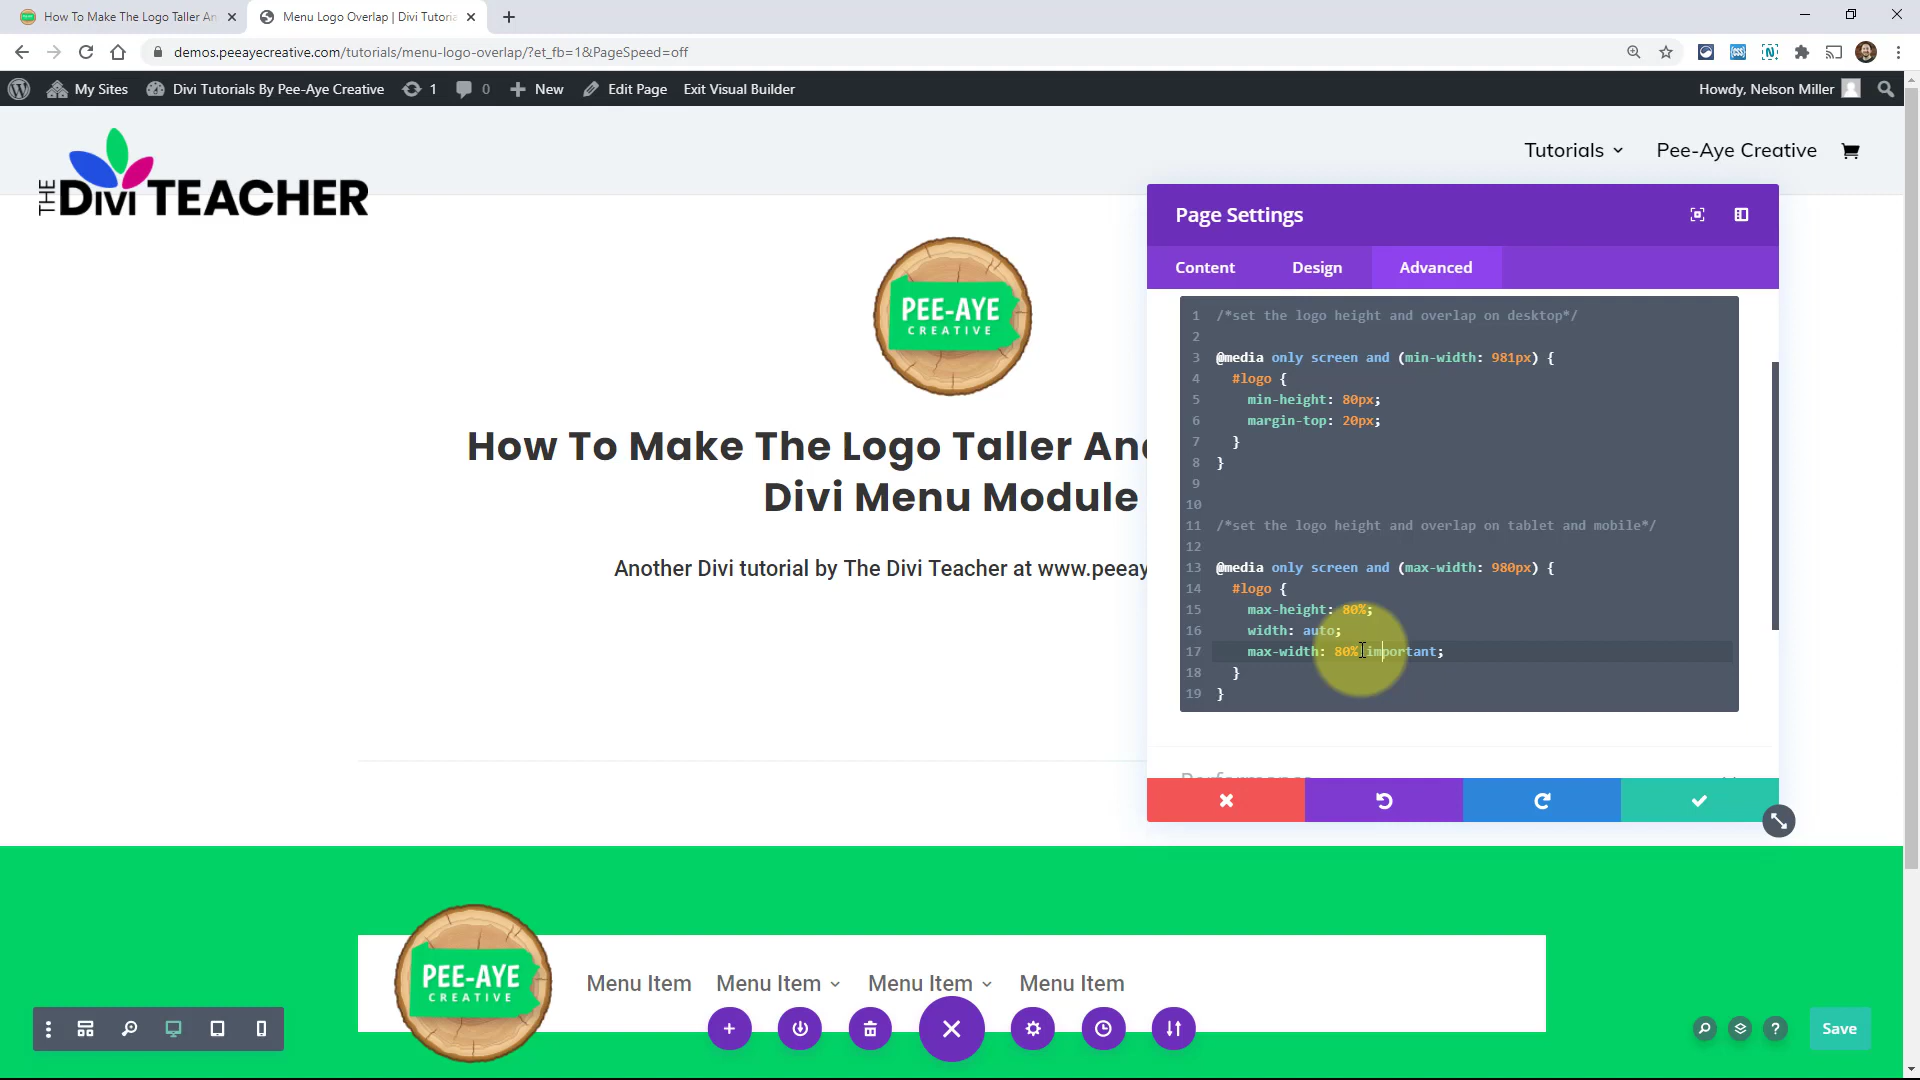 How To Make The Logo Taller An
Menu Logo Overlap | Divi Tutoria
demos.peeayecreative.com/tutorials/menu-logo-overlap/?et_fb=1&PageSpeed=off
My Sites
Divi Tutorials By Pee-Aye Creative
1
0
New
Edit Page
Exit Visual Builder
Howdy, Nelson Miller
THE DIVI TEACHER
Tutorials
Pee-Aye Creative
PEE-AYE
CREATIVE
How To Make The Logo Taller And
Divi Menu Module
Another Divi tutorial by The Divi Teacher at www.peeay
Page Settings
Content
Design
Advanced
1 /*set the logo height and overlap on desktop*/
2
3 @media only screen and (min-width: 981px) {
4 #logo {
5 min-height: 80px;
6 margin-top: 20px;
7 }
8 }
9
10
11 /*set the logo height and overlap on tablet and mobile*/
12
13 @media only screen and (max-width: 980px) {
14 #logo {
15 max-height: 80%;
16 width: auto;
17 max-width: 80% important;
18 }
19 }
Performance
PEE-AYE
CREATIVE
Menu Item
Menu Item
Menu Item
Menu Item
?
Save